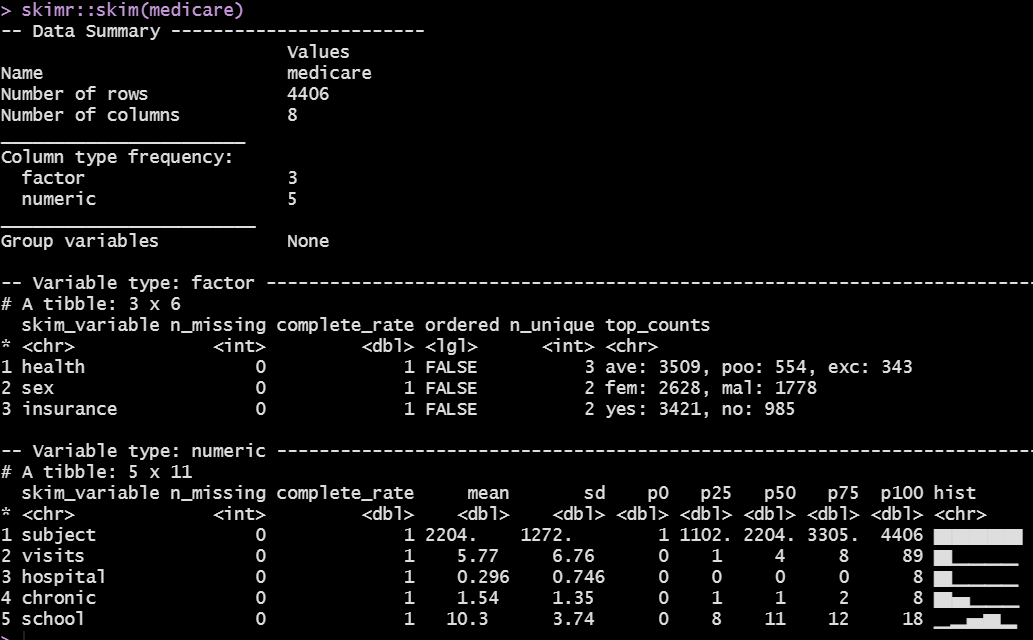 > skimr::skim(medicare)
-- Data Summary ------------------------
                           Values
Name                       medicare
Number of rows             4406
Number of columns          8
_______________________
Column type frequency:
  factor                   3
  numeric                  5
________________________
Group variables            None
-- Variable type: factor ------------------------------------------------------------------------
# A tibble: 3 x 6
  skim_variable n_missing complete_rate ordered n_unique top_counts
* <chr>             <int>         <dbl> <lgl>      <int> <chr>
1 health                0             1 FALSE          3 ave: 3509, poo: 554, exc: 343
2 sex                   0             1 FALSE          2 fem: 2628, mal: 1778
3 insurance             0             1 FALSE          2 yes: 3421, no: 985
-- Variable type: numeric -----------------------------------------------------------------------
# A tibble: 5 x 11
  skim_variable n_missing complete_rate     mean       sd    p0   p25   p50   p75  p100 hist
* <chr>             <int>         <dbl>    <dbl>    <dbl> <dbl> <dbl> <dbl> <dbl> <dbl> <chr>
1 subject               0             1 2204.    1272.        1 1102. 2204. 3305.  4406 ▇▇▇▇▇
2 visits                0             1    5.77     6.76      0     1     4     8    89 ▇▁▁▁▁
3 hospital              0             1    0.296    0.746     0     0     0     0     8 ▇▁▁▁▁
4 chronic               0             1    1.54     1.35      0     1     1     2     8 ▇▅▁▁▁
5 school                0             1   10.3      3.74      0     8    11    12    18 ▁▂▅▇▂
>